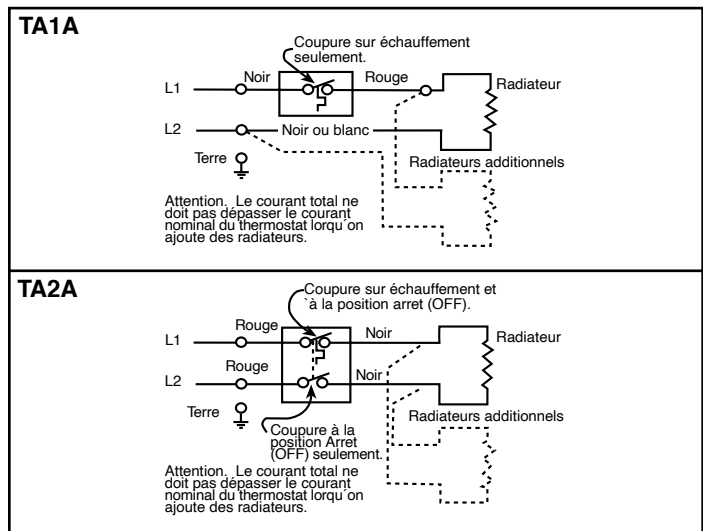 TA1A
Coupure sur échauffement
seulement.
Noir
Rouge
Radiateur
L1
L2
Noir ou blanc
Terre
Radiateurs additionnels
Attention. Le courant total ne
doit pas dépasser le courant
nominal du thermostat lorqu´on
ajoute des radiateurs.
TA2A
Coupure sur échauffement et
`à la position arret (OFF).
Rouge
Noir
Radiateur
L1
Rouge
Noir
L2
Terre
Radiateurs additionnels
Coupure à la
position Arret
(OFF) seulement.
Attention. Le courant total ne
doit pas dépasser le courant
nominal du thermostat lorqu´on
ajoute des radiateurs.